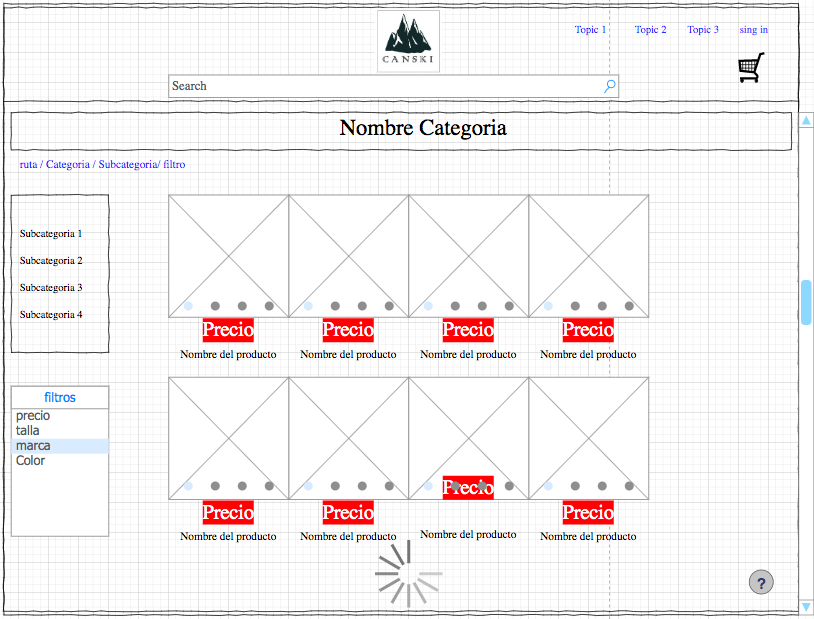 CANSKI
Topic 1 Topic 2 Topic 3 sing in
Search
Nombre Categoria
ruta / Categoria / Subcategoria/ filtro
Subcategoria 1
Subcategoria 2
Subcategoria 3
Subcategoria 4
Precio Precio Precio Precio
Nombre del producto Nombre del producto Nombre del producto Nombre del producto
filtros
precio
talla
marca
Color
Precio Precio Precio Precio
Nombre del producto Nombre del producto Nombre del producto Nombre del producto
?